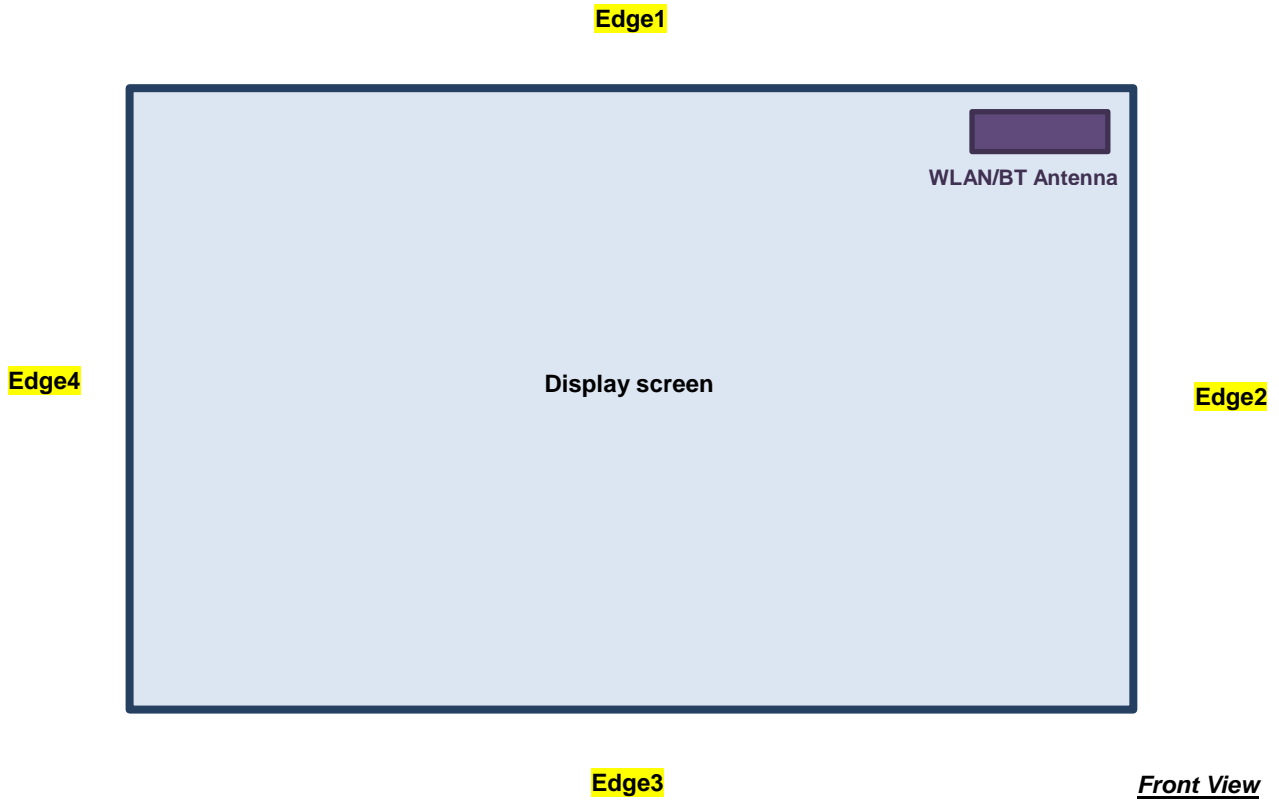 Edge1
WLAN/BT Antenna
Edge4
Display screen
Edge2
Edge3
Front View